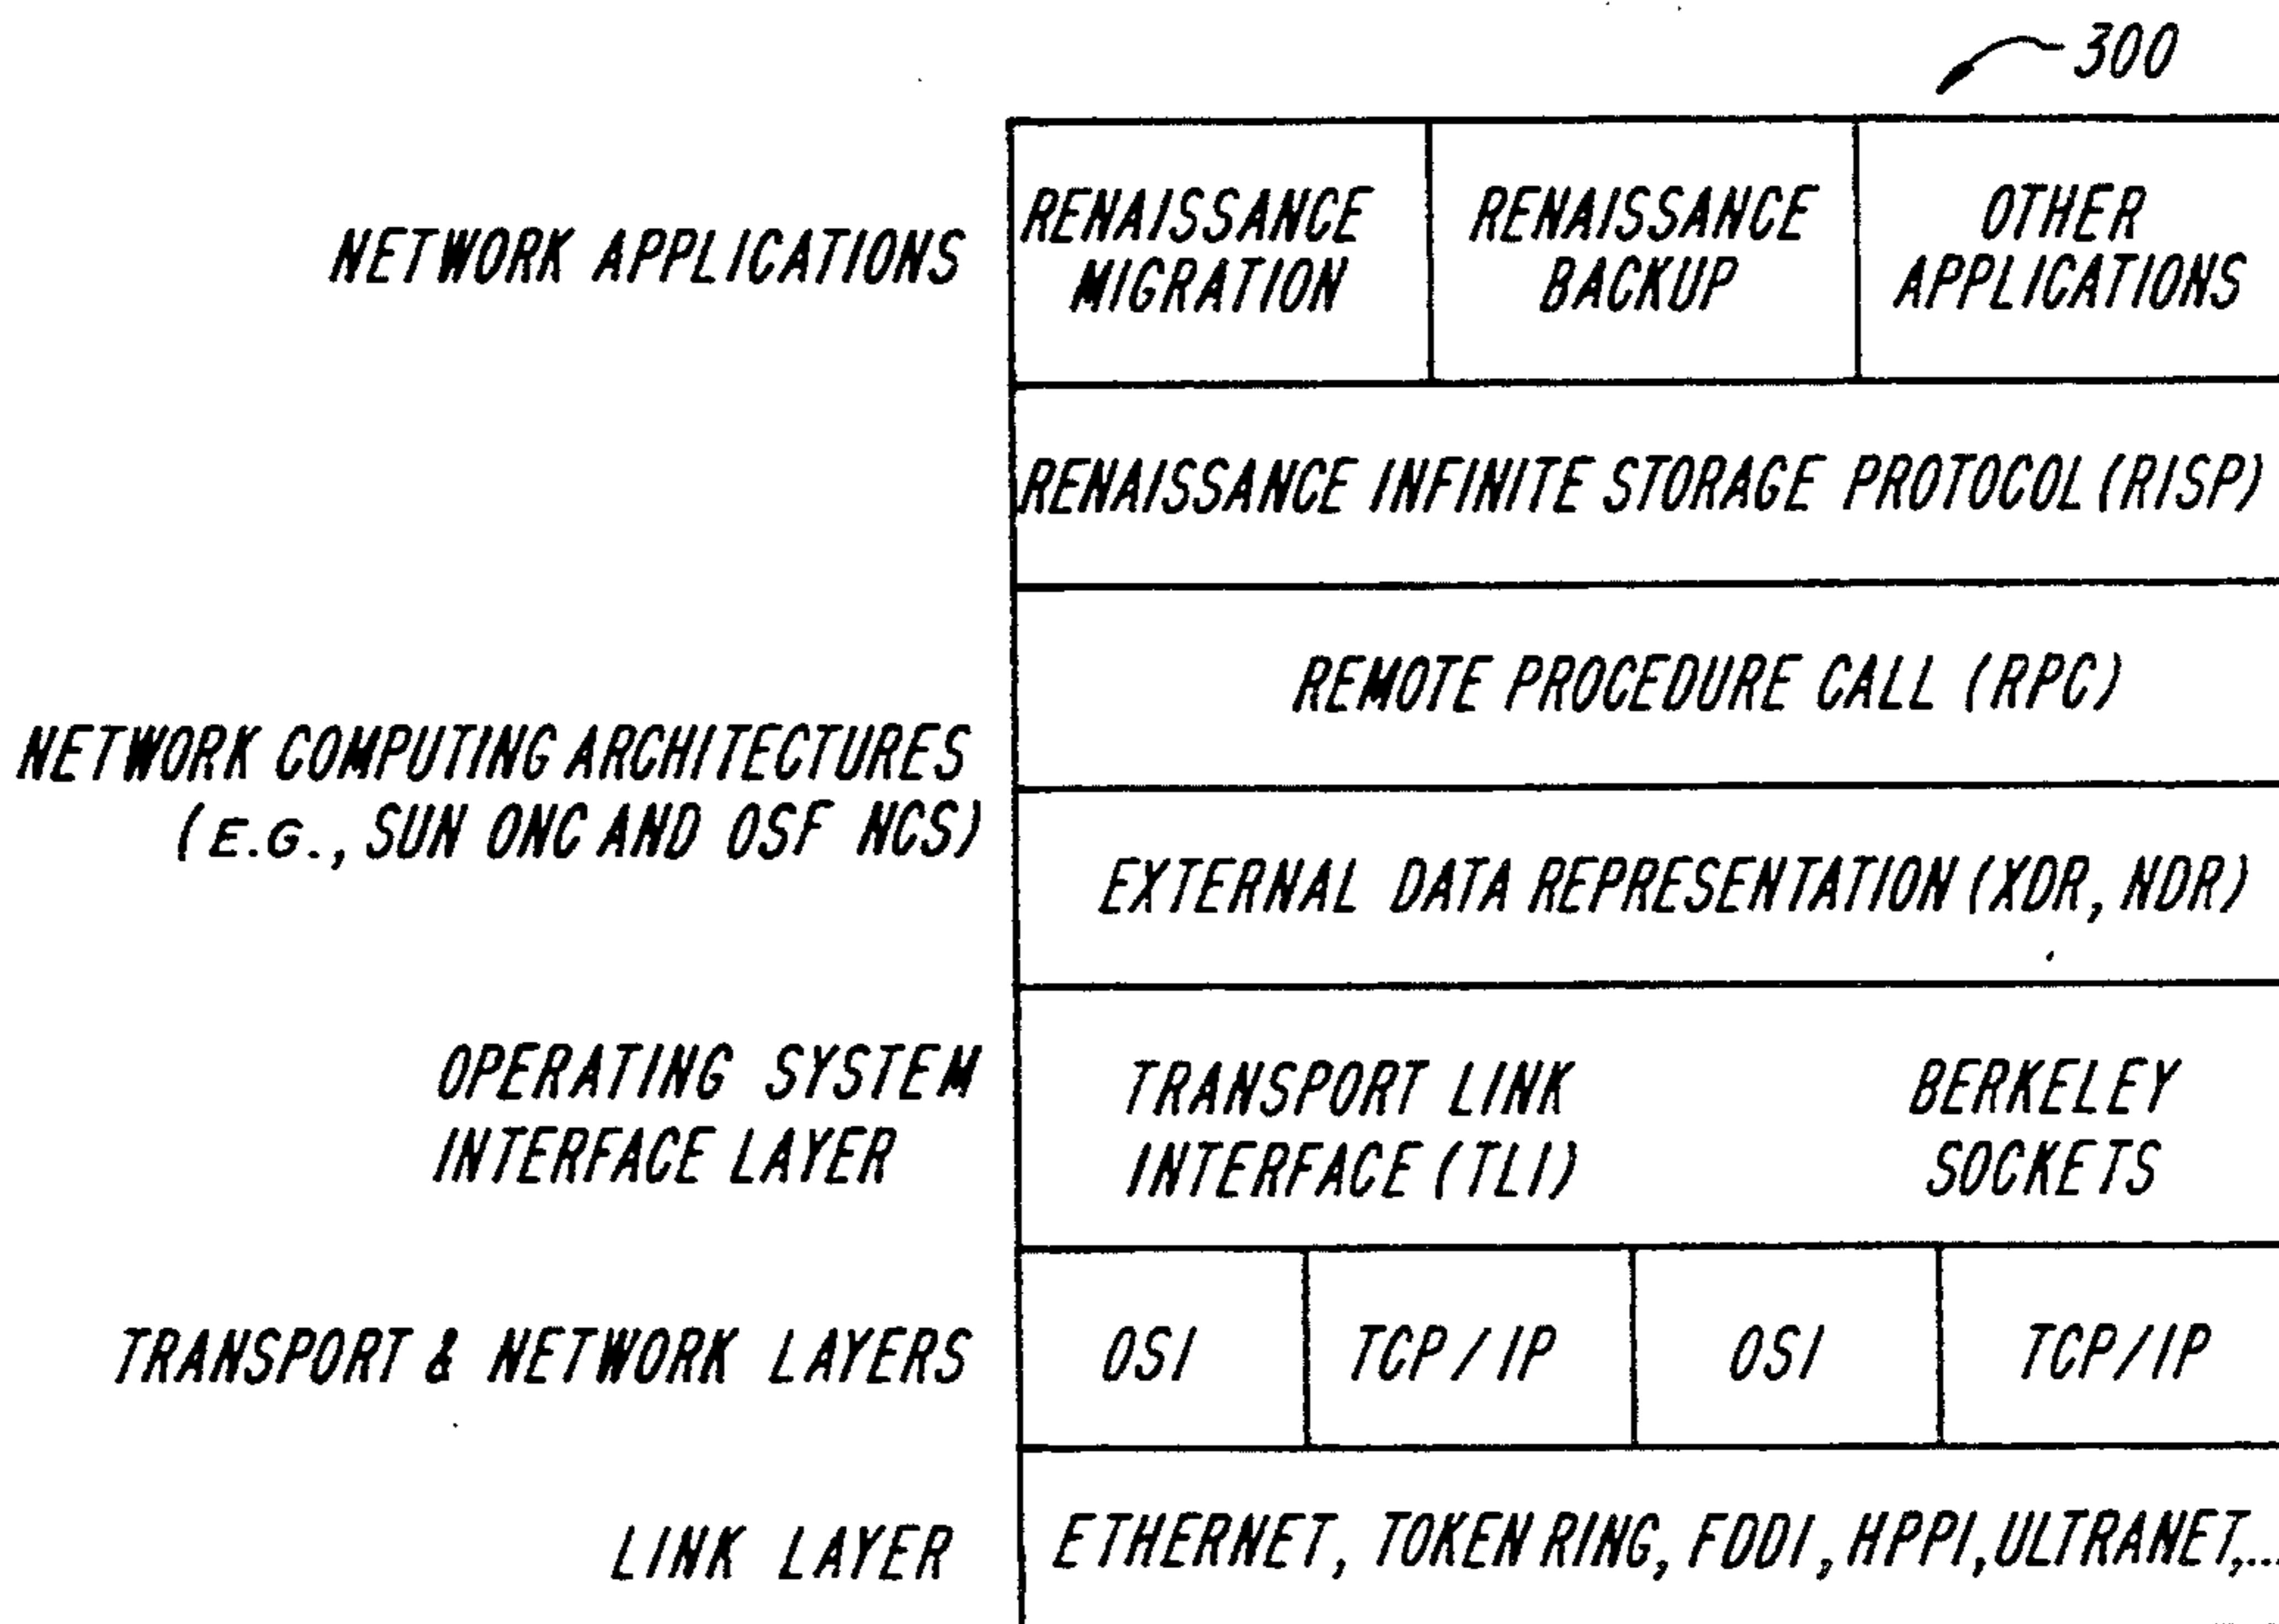 300
NETWORK APPLICATIONS
RENAISSANCE
MIGRATION
RENAISSANCE
BACKUP
OTHER
APPLICATIONS
RENAISSANCE INFINITE STORAGE PROTOCOL (RISP)
REMOTE PROCEDURE CALL (RPC)
NETWORK COMPUTING ARCHITECTURES
(E.G., SUN ONC AND OSF NCS)
EXTERNAL DATA REPRESENTATION (XDR, NDR)
OPERATING SYSTEM
INTERFACE LAYER
TRANSPORT LINK
INTERFACE (TLI)
BERKELEY
SOCKETS
TRANSPORT & NETWORK LAYERS
OSI
TCP/IP
OSI
TCP/IP
LINK LAYER
ETHERNET, TOKEN RING, FDDI, HPPI, ULTRANET,...